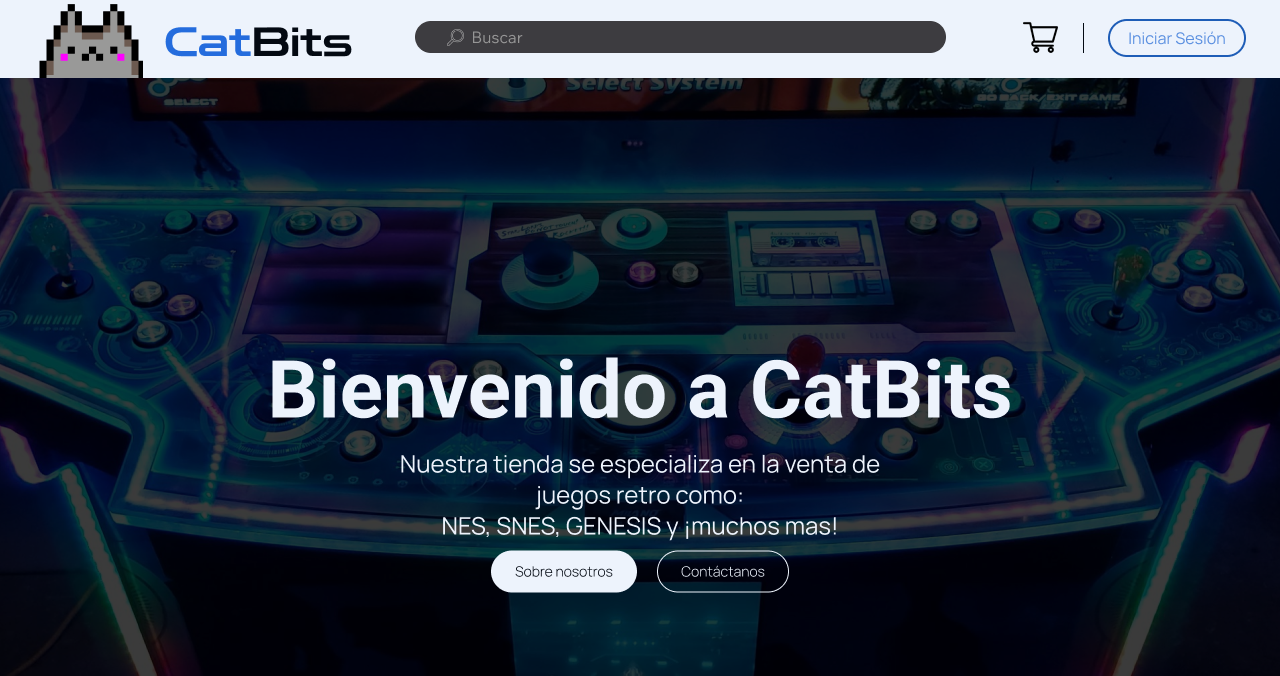 CatBits
Buscar
Iniciar Sesión
Select System
SELECT
GO BACK/EXIT GAME
Bienvenido a CatBits
Nuestra tienda se especializa en la venta de
juegos retro como:
NES, SNES, GENESIS y ¡muchos mas!
Sobre nosotros
Contáctanos